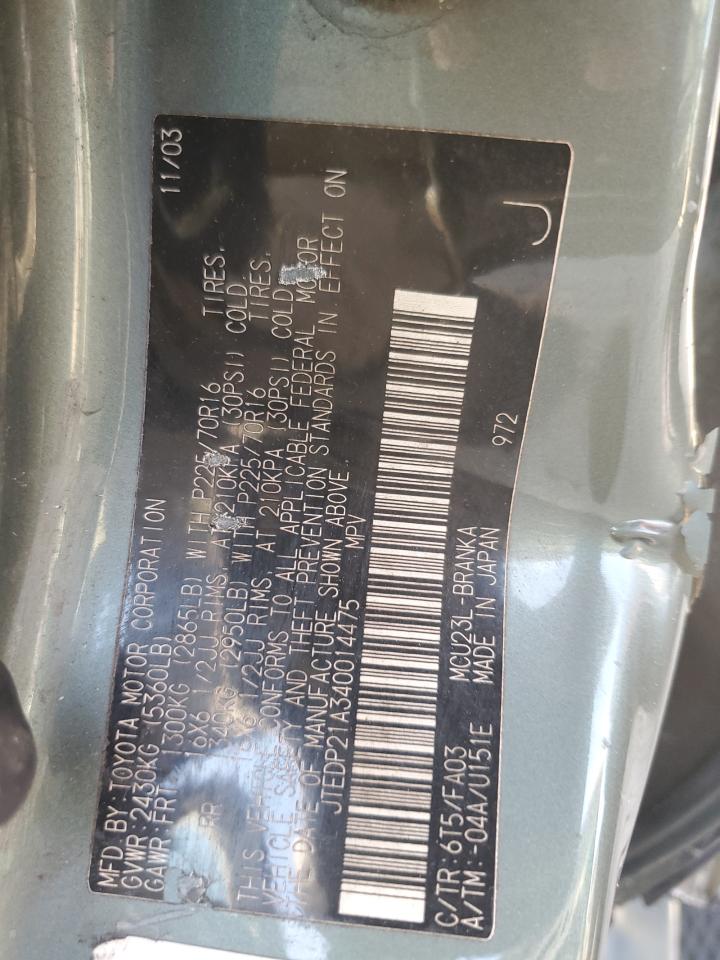 MFD. BY: TOYOTA MOTOR CORPORATION 11/03
GVWR: 2430KG (5360LB)
GAWR: FRT 1300KG (2865LB) WITH P225/70R16 TIRES.
16X6 1/2JJ RIMS, AT 210KPA (30PSI) COLD
RR 1340KG (2950LB) WITH P225/70R16 TIRES.
16X6 1/2JJ RIMS, AT 210KPA (30PSI) COLD
THIS VEHICLE CONFORMS TO ALL APPLICABLE FEDERAL MOTOR
VEHICLE SAFETY AND THEFT PREVENTION STANDARDS IN EFFECT ON
THE DATE OF MANUFACTURE SHOWN ABOVE.
JTEDP21A340014475 MPV
C/TR: 6T5/FA03 MCU23L-BRANKA
A/TM: -04A/U151E MADE IN JAPAN
972
J